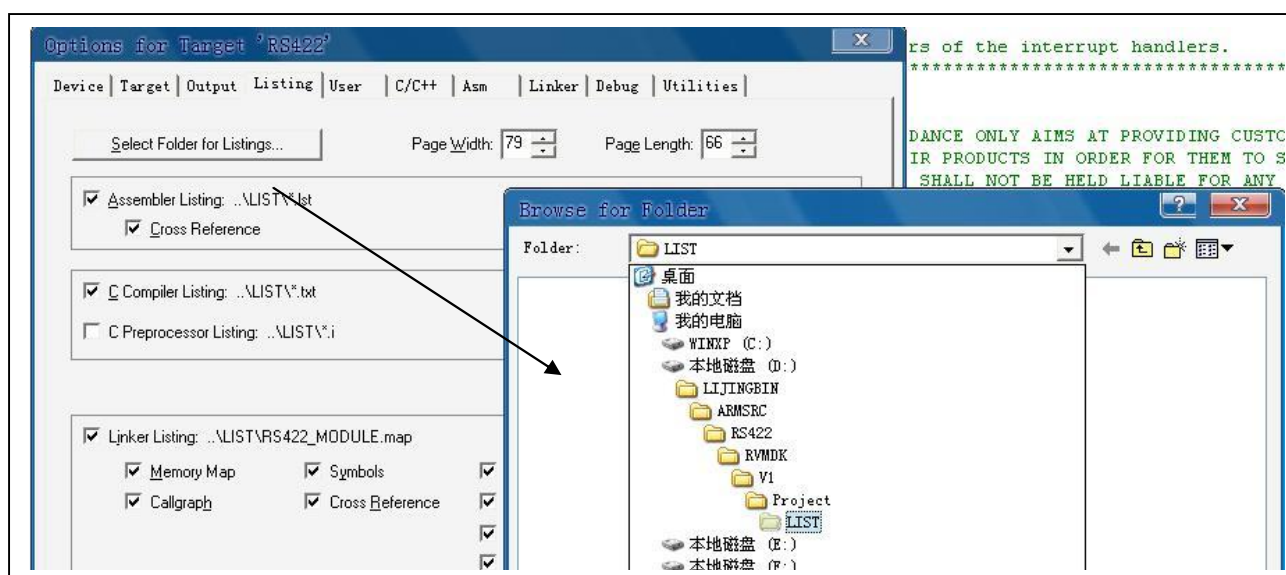 Options for Target 'RS422'
Device Target Output Listing User C/C++ Asm Linker Debug Utilities
Select Folder for Listings...
Page Width: 79
Page Length: 66
Assembler Listing: ..\LIST\*.lst
Cross Reference
C Compiler Listing: ..\LIST\*.txt
C Preprocessor Listing: ..\LIST\*.i
Linker Listing: ..\LIST\RS422_MODULE.map
Memory Map
Symbols
Callgraph
Cross Reference
rs of the interrupt handlers.
***********************************
DANCE ONLY AIMS AT PROVIDING CUSTO
IR PRODUCTS IN ORDER FOR THEM TO S
SHALL NOT BE HELD LIABLE FOR ANY
Browse for Folder
Folder:
LIST
桌面
我的文档
我的电脑
WINXP (C:)
本地磁盘 (D:)
LIJINGBIN
ARMSRC
RS422
RVMDK
V1
Project
LIST
本地磁盘 (E:)
本地磁盘 (F:)